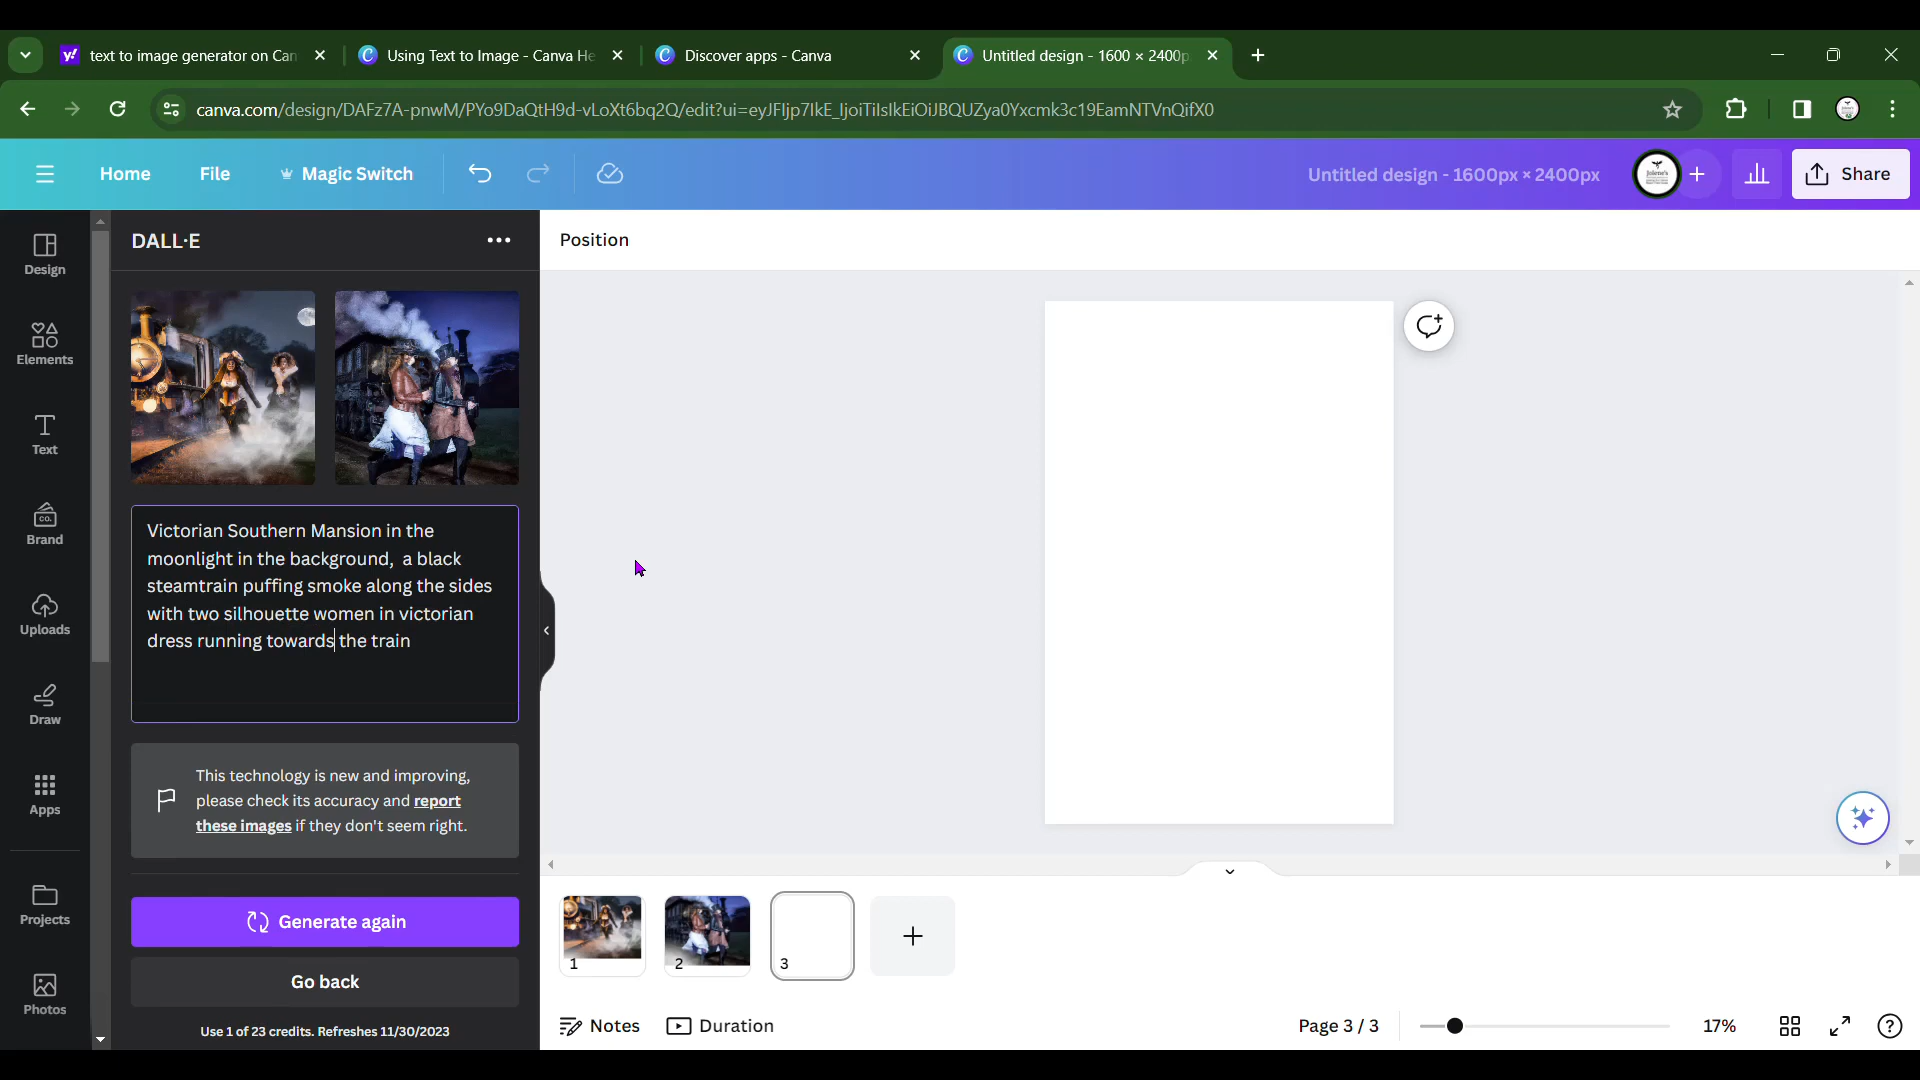 text to image generator on Can
Using Text to Image - Canva He
Discover apps - Canva
Untitled design - 1600 × 2400p
canva.com/design/DAFz7A-pnwM/PYo9DaQtH9d-vLoXt6bq2Q/edit?ui=eyJFIjp7IkE_IjoiTiIsIkEiOiJBQUZya0Yxcmk3c19EamNTVnQifX0
Home
File
Magic Switch
Untitled design - 1600px × 2400px
Share
Design
Elements
Text
Brand
Uploads
Draw
Apps
Projects
Photos
DALL·E
Position
Victorian Southern Mansion in the
moonlight in the background, a black
steamtrain puffing smoke along the sides
with two silhouette women in victorian
dress running towards the train
This technology is new and improving,
please check its accuracy and report
these images if they don't seem right.
Generate again
Go back
Use 1 of 23 credits. Refreshes 11/30/2023
1
2
3
Notes
Duration
Page 3 / 3
17%